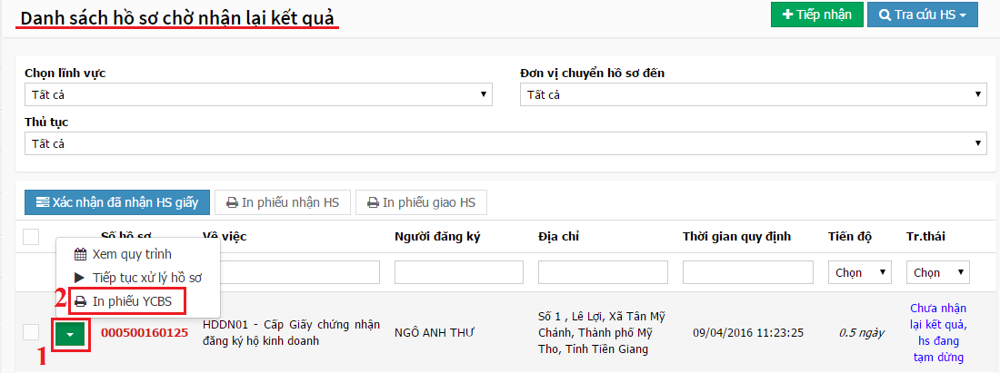 Danh sách hồ sơ chờ nhận lại kết quả
Tiếp nhận
Tra cứu HS
Chọn lĩnh vực
Đơn vị chuyển hồ sơ đến
Tất cả
Tất cả
Thủ tục
Tất cả
Xác nhận đã nhận HS giấy
In phiếu nhận HS
In phiếu giao HS
Số hồ sơ
Về việc
Người đăng ký
Địa chỉ
Thời gian quy định
Tiến độ
Tr.thái
Xem quy trình
Tiếp tục xử lý hồ sơ
2
In phiếu YCBS
Chọn
Chọn
1
000500160125
HDDN01 - Cấp Giấy chứng nhận
đăng ký hộ kinh doanh
NGÔ ANH THƯ
Số 1 , Lê Lợi, Xã Tân Mỹ
Chánh, Thành phố Mỹ
Tho, Tỉnh Tiền Giang
09/04/2016 11:23:25
0.5 ngày
Chưa nhận
lại kết quả,
hs đang
tạm dừng